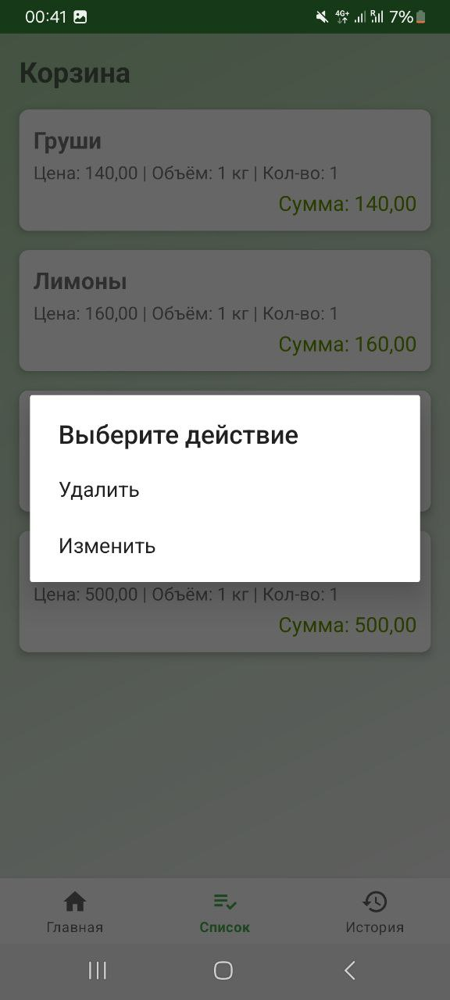 00:41 4G+ R 7%
Корзина
Груши
Цена: 140,00 | Объём: 1 кг | Кол-во: 1
Сумма: 140,00
Лимоны
Цена: 160,00 | Объём: 1 кг | Кол-во: 1
Сумма: 160,00
Выберите действие
Удалить
Изменить
Цена: 500,00 | Объём: 1 кг | Кол-во: 1
Сумма: 500,00
Главная Список История